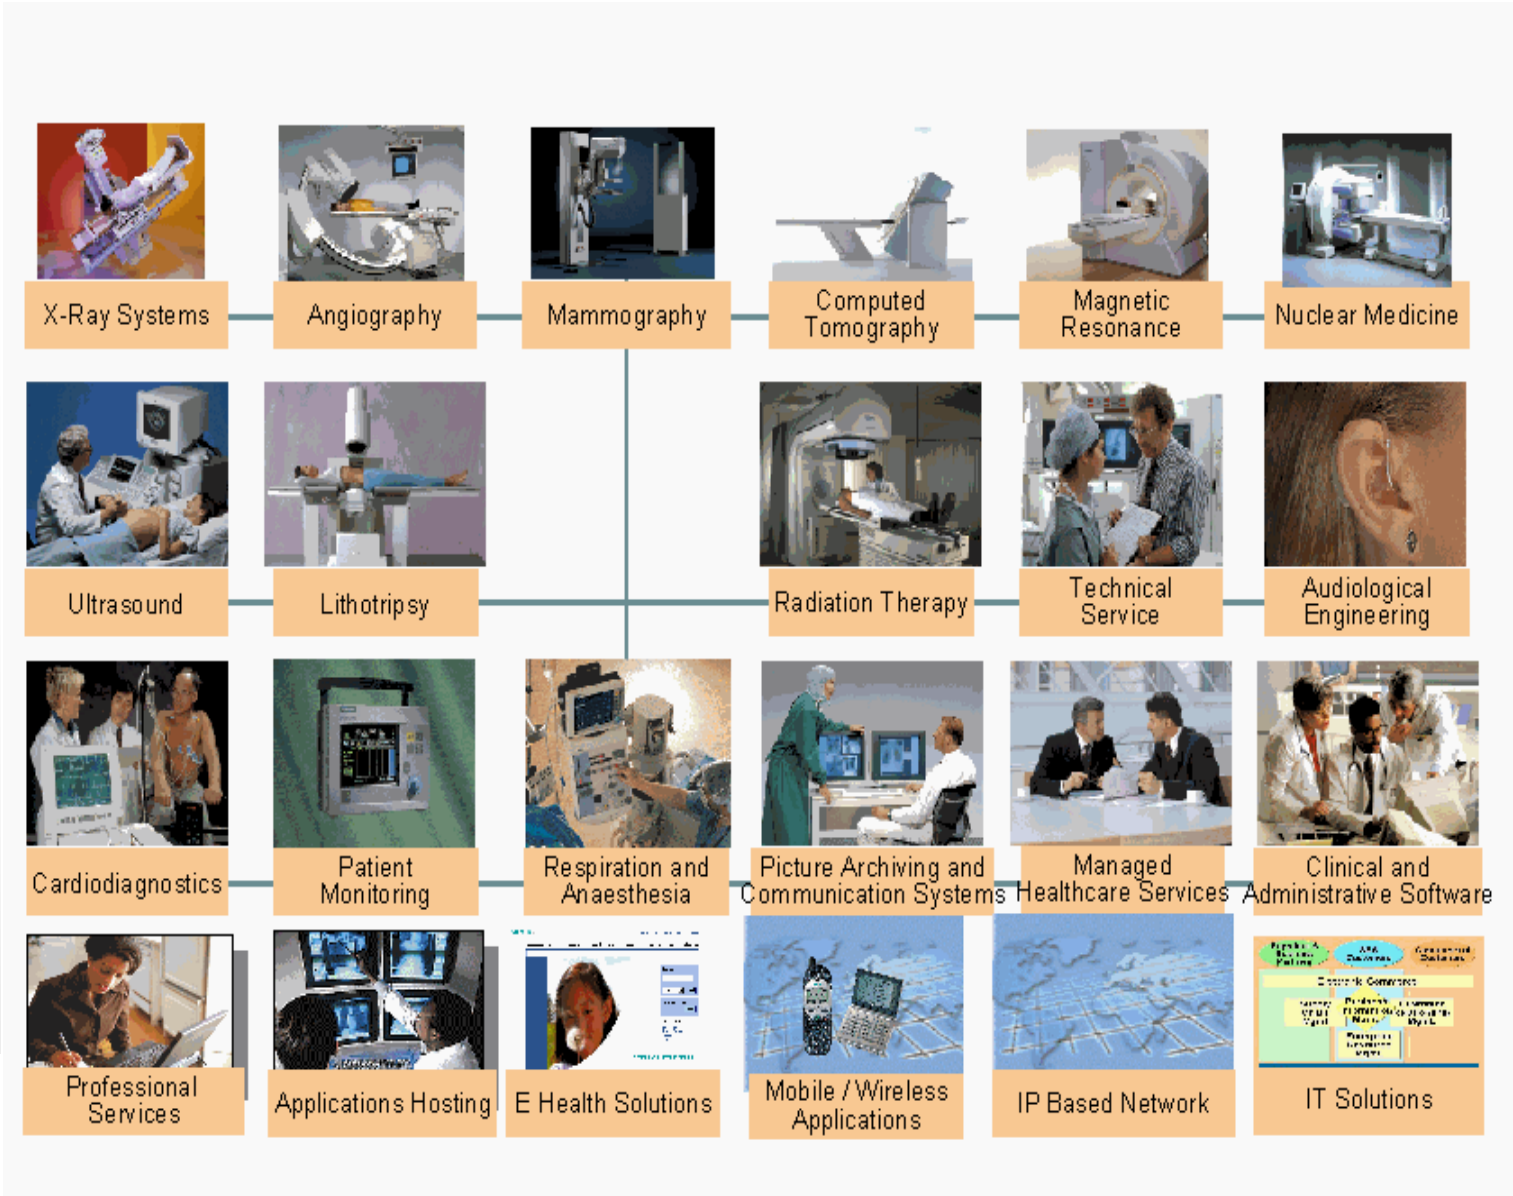 X-Ray Systems
Angiography
Mammography
Computed
Tomography
Magnetic
Resonance
Nuclear Medicine
Ultrasound
Lithotripsy
Radiation Therapy
Technical
Service
Audiological
Engineering
Cardiodiagnostics
Patient
Monitoring
Respiration and
Anaesthesia
Picture Archiving and
Communication Systems
Managed
Healthcare Services
Clinical and
Administrative Software
Electronic Commerce
Professional
Services
Applications Hosting
E Health Solutions
Mobile / Wireless
Applications
IP Based Network
IT Solutions